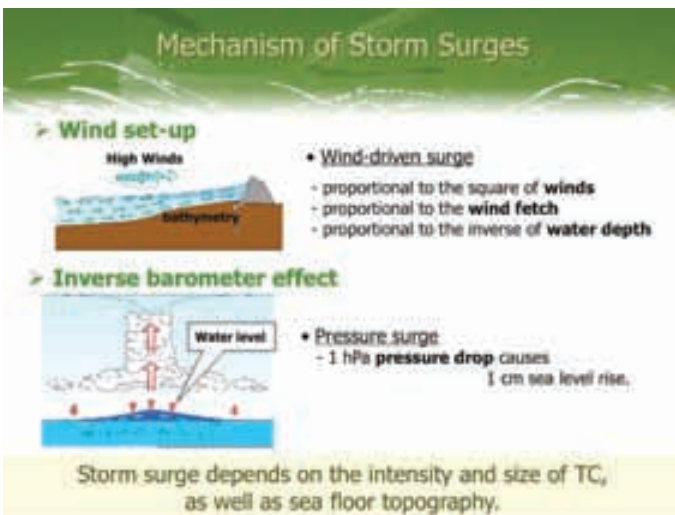 Mechanism of Storm Surges
➢ Wind set-up
High Winds
Bathymetry
• Wind-driven surge
- proportional to the square of winds
- proportional to the wind fetch
- proportional to the inverse of water depth
➢ Inverse barometer effect
Water level
• Pressure surge
- 1 hPa pressure drop causes
1 cm sea level rise.
Storm surge depends on the intensity and size of TC,
as well as sea floor topography.